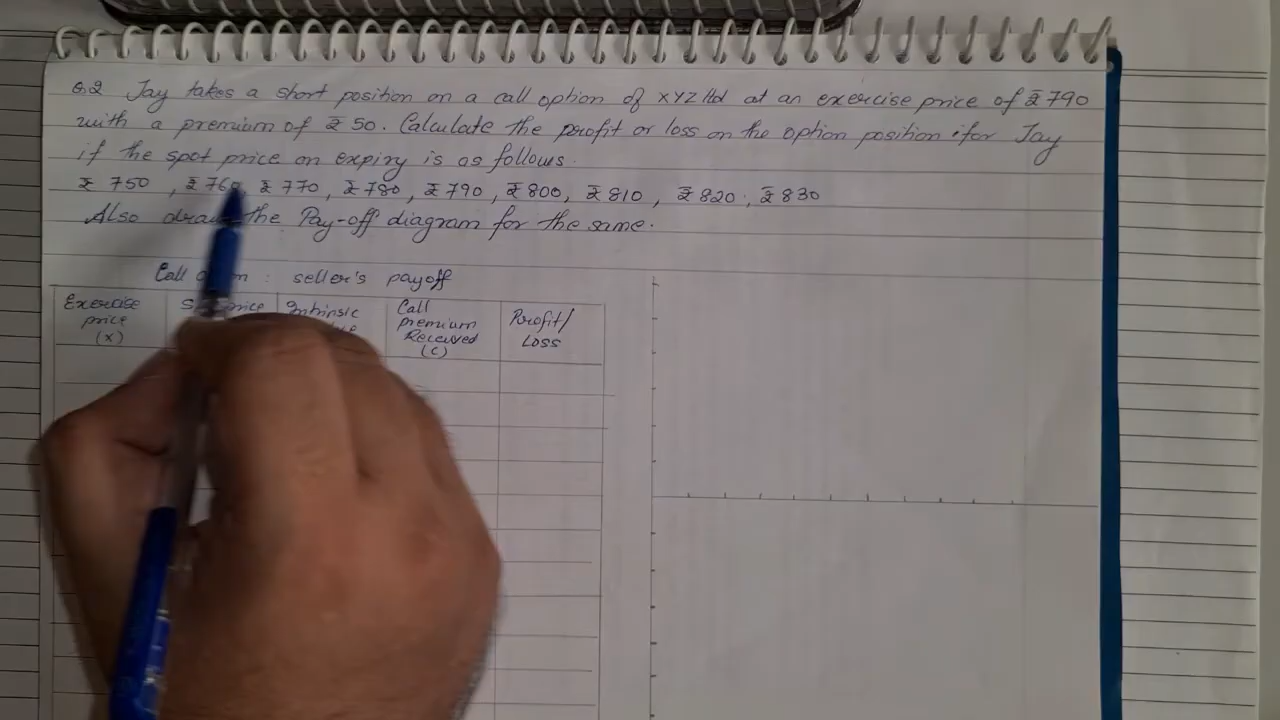 Q.2 Jay takes a short position on a call option of XYZ ltd at an exercise price of ₹790
with a premium of ₹ 50. Calculate the profit or loss on the option position for Jay
if the spot price on expiry is as follows.
₹ 750, ₹ 760, ₹ 770, ₹ 780, ₹ 790, ₹ 800, ₹ 810, ₹ 820, ₹ 830
Also draw the Pay-off diagram for the same.
Call : seller's payoff
Exercise price (X)
Intrinsic
Call premium Received (C)
Profit/ Loss